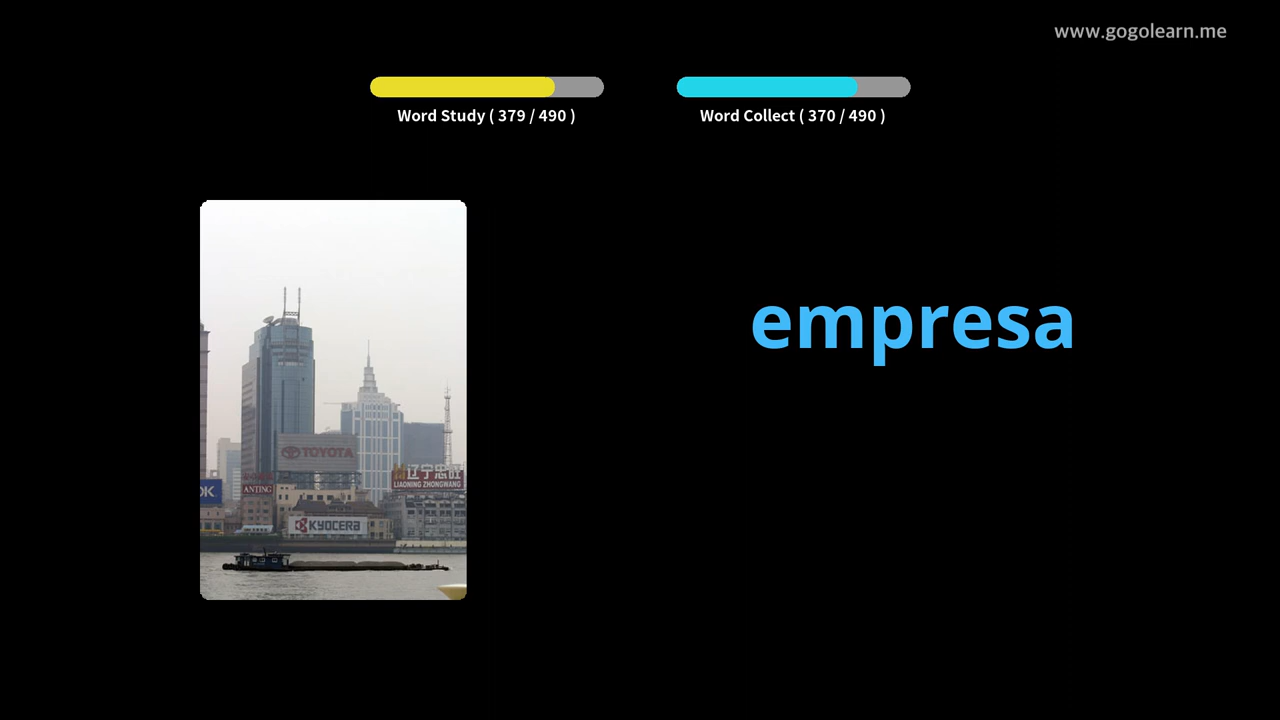 www.gogolearn.me
Word Study ( 379 / 490 )
Word Collect ( 370 / 490 )
empresa
TOYOTA
辽宁忠旺
LIAONING ZHONGWANG
OK
ANTING
KYOCERA